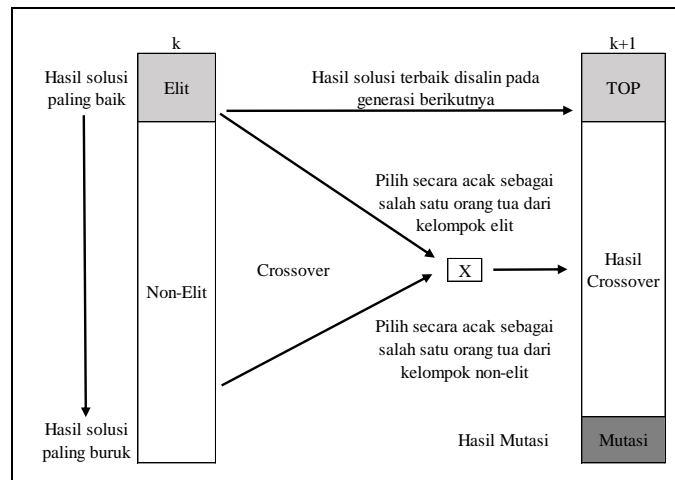 k
k+1
Hasil solusi
paling baik
Elit
Hasil solusi terbaik disalin pada
generasi berikutnya
TOP
Pilih secara acak sebagai
salah satu orang tua dari
kelompok elit
Non-Elit
Crossover
X
Hasil
Crossover
Pilih secara acak sebagai
salah satu orang tua dari
kelompok non-elit
Hasil solusi
paling buruk
Hasil Mutasi
Mutasi